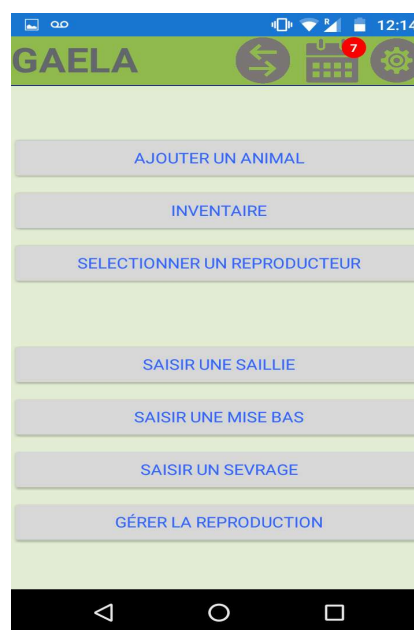 12:14
GAELA
7
AJOUTER UN ANIMAL
INVENTAIRE
SELECTIONNER UN REPRODUCTEUR
SAISIR UNE SAILLIE
SAISIR UNE MISE BAS
SAISIR UN SEVRAGE
GÉRER LA REPRODUCTION